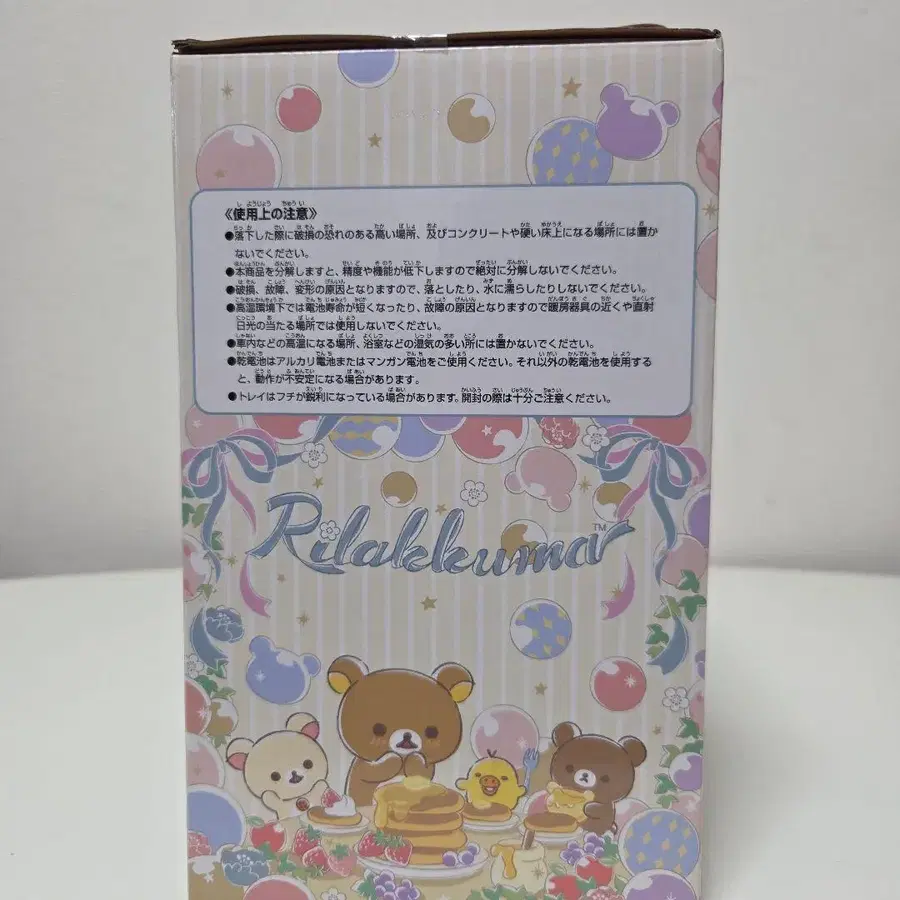 《使用上の注意》
●落下した際に破損の恐れのある高い場所、及びコンクリートや硬い床上になる場所には置か
ないでください。
●本商品を分解しますと、精度や機能が低下しますので絶対に分解しないでください。
●破損、故障、変形の原因となりますので、落としたり、水に濡らしたりしないでください。
●高温環境下では電池寿命が短くなったり、故障の原因となりますので暖房器具の近くや直射
日光の当たる場所では使用しないでください。
●車内などの高温になる場所、浴室などの湿気の多い所には置かないでください。
●乾電池はアルカリ電池またはマンガン電池をご使用ください。それ以外の乾電池を使用する
と、動作が不安定になる場合があります。
●トレイはフチが鋭利になっている場合があります。開封の際は十分ご注意ください。
Rilakkuma™